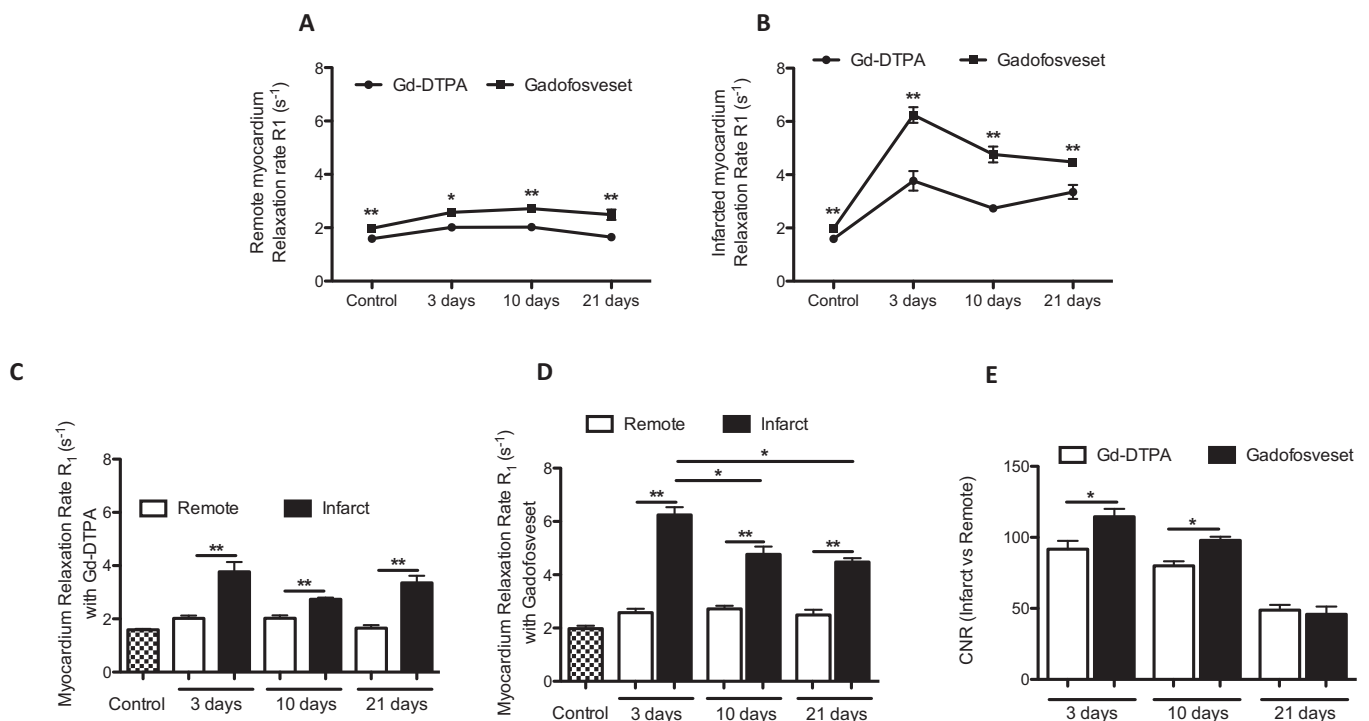 A
Gd-DTPA Gadofosveset
Remote myocardium
Relaxation rate R1 (s-1)
8
6
4
2
0
** * ** **
Control 3 days 10 days 21 days
B
Gd-DTPA Gadofosveset
Infarcted myocardium
Relaxation Rate R1 (s-1)
8
6
4
2
0
** ** ** **
Control 3 days 10 days 21 days
C
Myocardium Relaxation Rate R1 (s-1)
with Gd-DTPA
Remote Infarct
8
6
4
2
0
** ** **
Control 3 days 10 days 21 days
D
Remote Infarct
Myocardium Relaxation Rate R1 (s-1)
with Gadofosveset
8
6
4
2
0
*
*
** ** **
Control 3 days 10 days 21 days
E
Gd-DTPA Gadofosveset
CNR (Infarct vs Remote)
150
100
50
0
* *
3 days 10 days 21 days